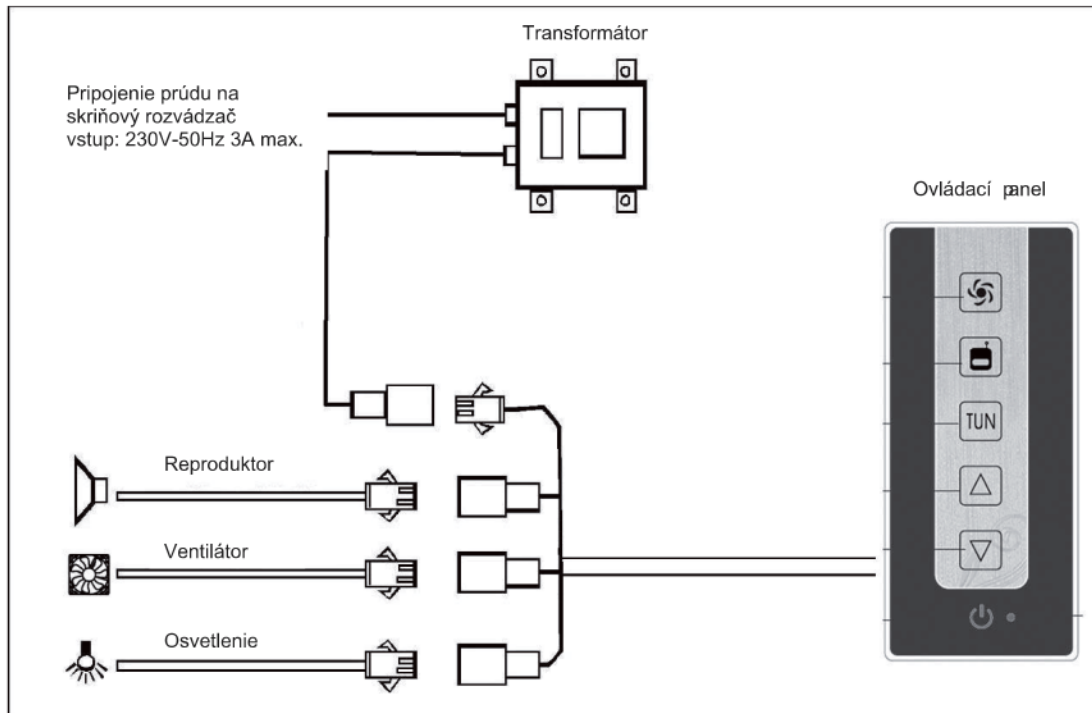 Transformátor
Pripojenie prúdu na
skriňový rozvádzač
vstup: 230V-50Hz 3A max.
Ovládací panel
TUN
Reproduktor
Ventilátor
Osvetlenie